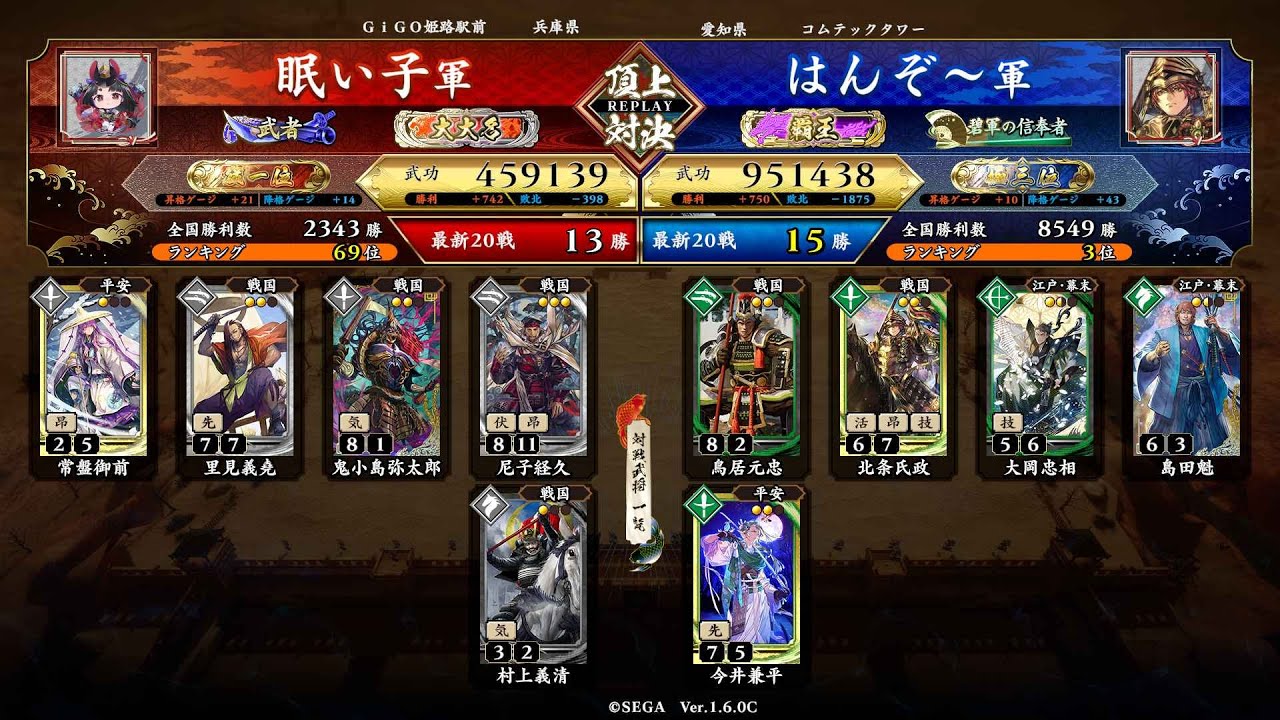 GiGO姫路駅前 兵庫県 愛知県 コムテックタワー
眠い子軍 頂上 REPLAY 対決 はんぞ〜軍
武者 大大名 覇王 碧軍の信奉者
一位 武功 459139 武功 951438 三位
昇格ゲージ +21 降格ゲージ +14 勝利 +742 敗北 -398 勝利 +750 敗北 -1875 昇格ゲージ +10 降格ゲージ +43
全国勝利数 2343勝 最新20戦 13勝 最新20戦 15勝 全国勝利数 8549勝
ランキング 69位 ランキング 3位
平安 戦国 戦国 戦国 戦国 戦国 江戸・幕末 江戸・幕末
昂 先 気 伏 昂 活 昂 技 技
2 5 7 7 8 1 8 11 8 2 6 7 5 6 6 3
常盤御前 里見義堯 鬼小島弥太郎 尼子経久 鳥居元忠 北条氏政 大岡忠相 島田魁
対戦武将一覧
戦国 平安
気 先
3 2 7 5
村上義清 今井兼平
©SEGA Ver.1.6.0C